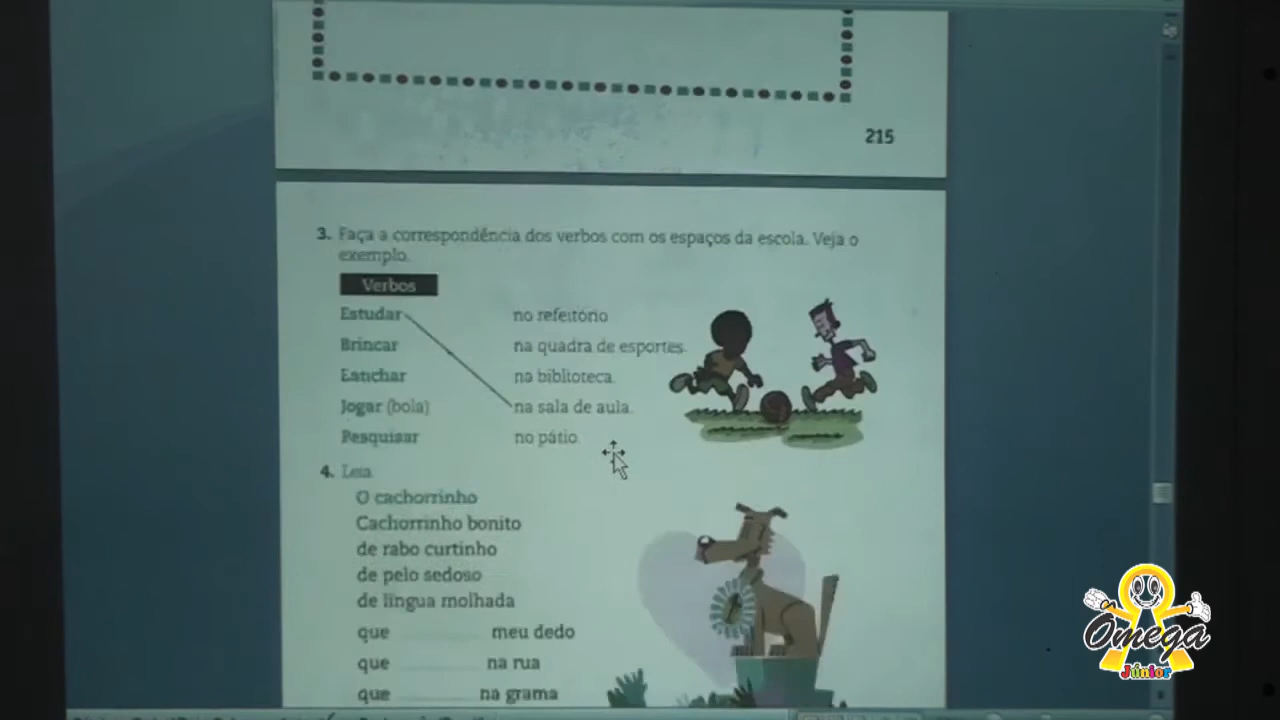 215
3. Faça a correspondência dos verbos com os espaços da escola. Veja o
exemplo.
Verbos
Estudar no refeitório
Brincar na quadra de esportes.
Lanchar na biblioteca.
Jogar (bola) na sala de aula.
Pesquisar no pátio.
4. Leia
O cachorrinho
Cachorrinho bonito
de rabo curtinho
de pelo sedoso
de língua molhada
que ______ meu dedo
que ______ na rua
que ______ na grama
Omega
Júnior